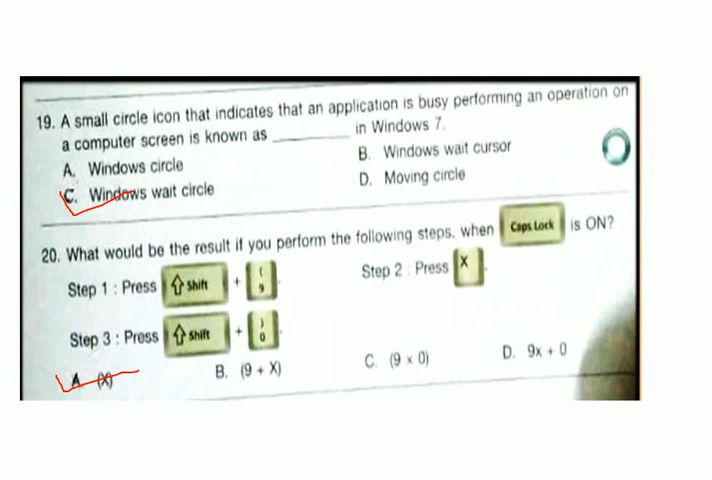 19. A small circle icon that indicates that an application is busy performing an operation on
a computer screen is known as __________ in Windows 7.
A. Windows circle
B. Windows wait cursor
C. Windows wait circle
D. Moving circle
20. What would be the result if you perform the following steps, when Caps Lock is ON?
Step 1 : Press Shift + ( 9 .
Step 2 : Press X .
Step 3 : Press Shift + ) 0 .
A. (X)
B. (9 + X)
C. (9 × 0)
D. 9x + 0